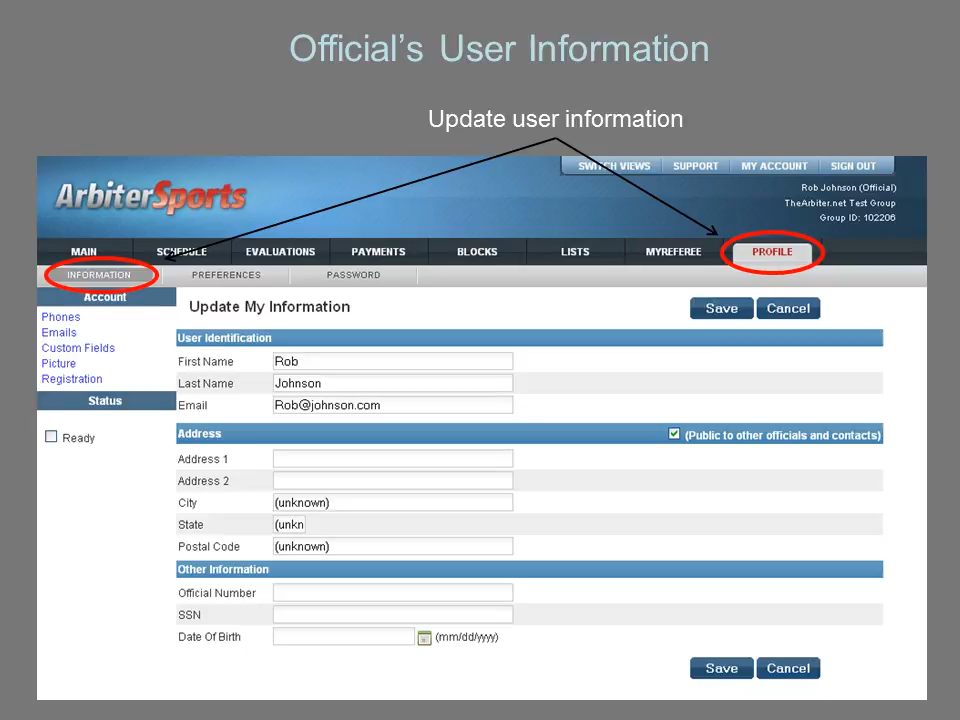 Official’s User Information
Update user information
SWITCH VIEWS SUPPORT MY ACCOUNT SIGN OUT
ArbiterSports
Rob Johnson (Official)
TheArbiter.net Test Group
Group ID: 102206
MAIN SCHEDULE EVALUATIONS PAYMENTS BLOCKS LISTS MYREFEREE PROFILE
INFORMATION PREFERENCES PASSWORD
Account
Phones
Emails
Custom Fields
Picture
Registration
Status
Ready
Update My Information Save Cancel
User Identification
First Name Rob
Last Name Johnson
Email Rob@johnson.com
Address (Public to other officials and contacts)
Address 1
Address 2
City (unknown)
State (unkn
Postal Code (unknown)
Other Information
Official Number
SSN
Date Of Birth (mm/dd/yyyy)
Save Cancel